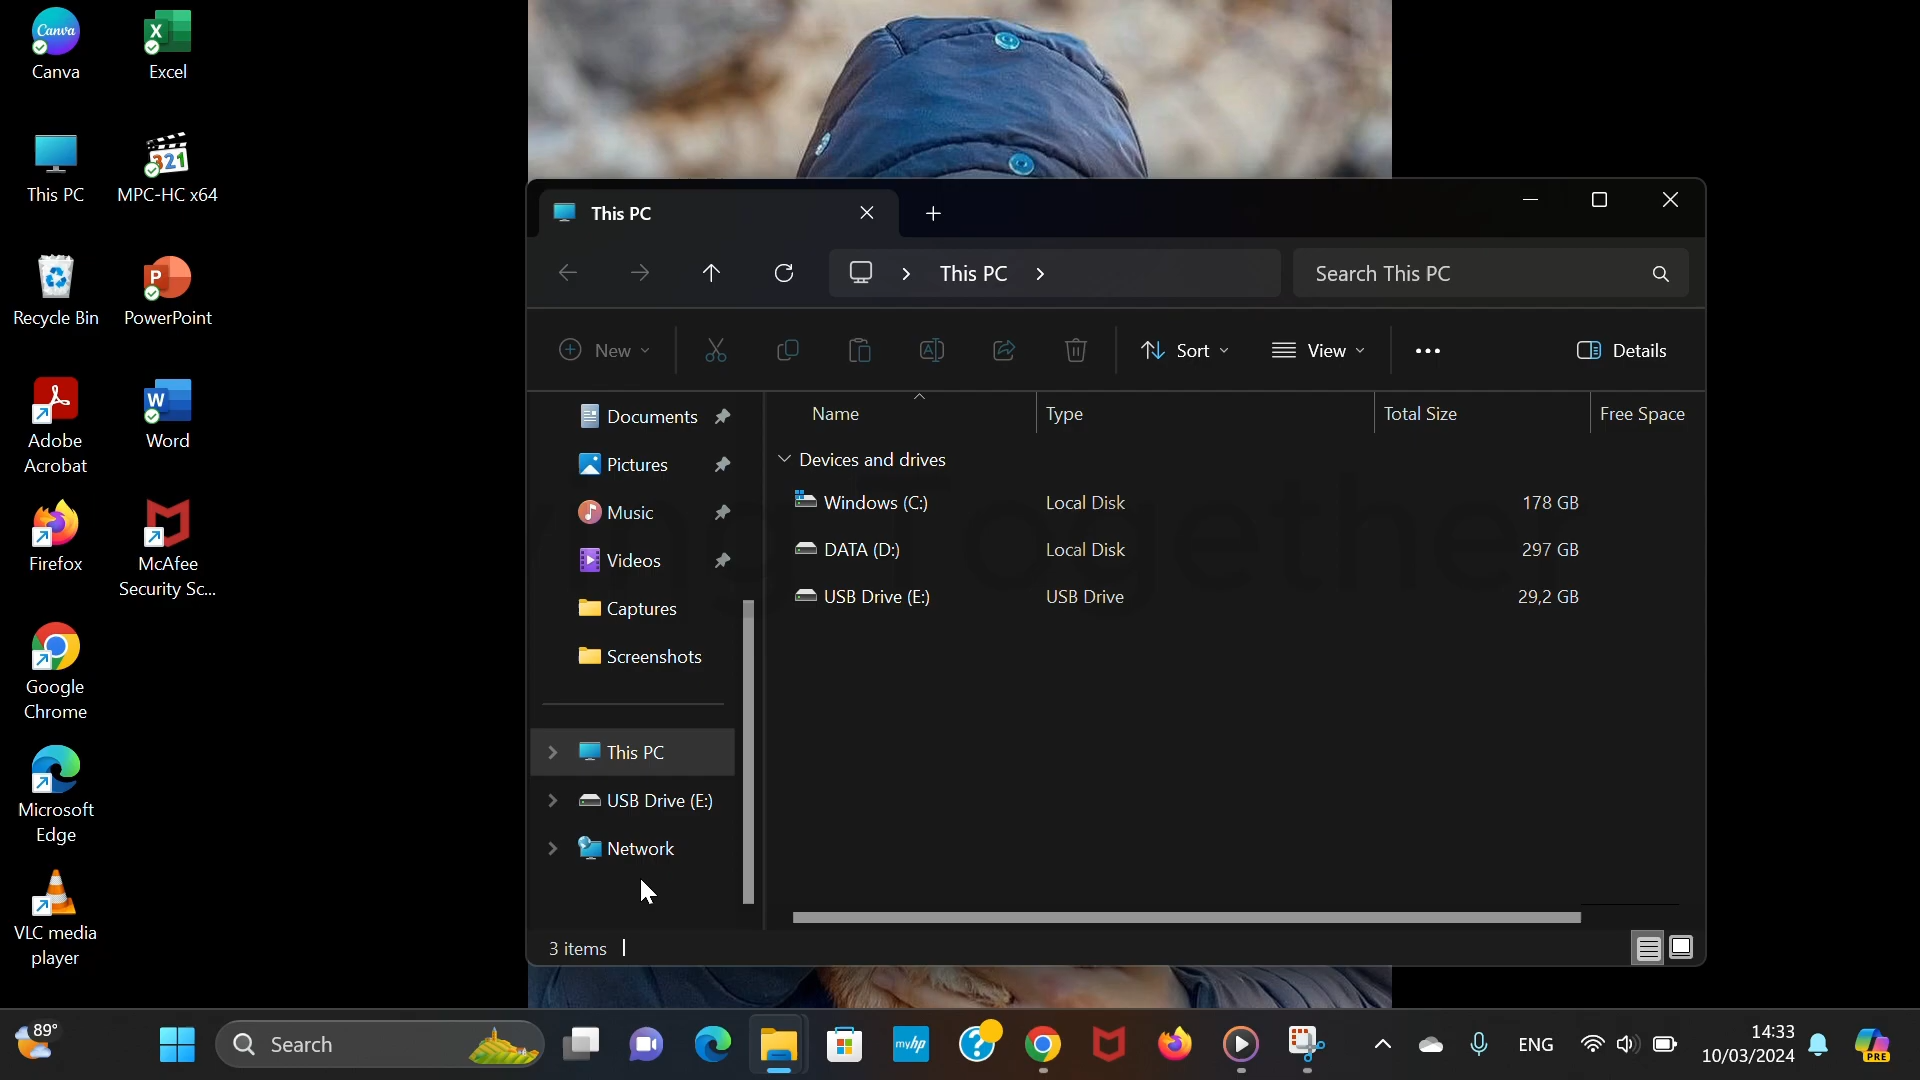 Canva
Excel
This PC
MPC-HC x64
Recycle Bin
PowerPoint
Adobe
Acrobat
Word
Firefox
McAfee
Security Sc...
Google
Chrome
Microsoft
Edge
VLC media
player
This PC
This PC
Search This PC
New
Sort
View
Details
Documents
Pictures
Music
Videos
Captures
Screenshots
This PC
USB Drive (E:)
Network
Name Type Total Size Free Space
Devices and drives
Windows (C:) Local Disk 178 GB
DATA (D:) Local Disk 297 GB
USB Drive (E:) USB Drive 29,2 GB
3 items
89°
Search
myhp
ENG
14:33
10/03/2024
PRE